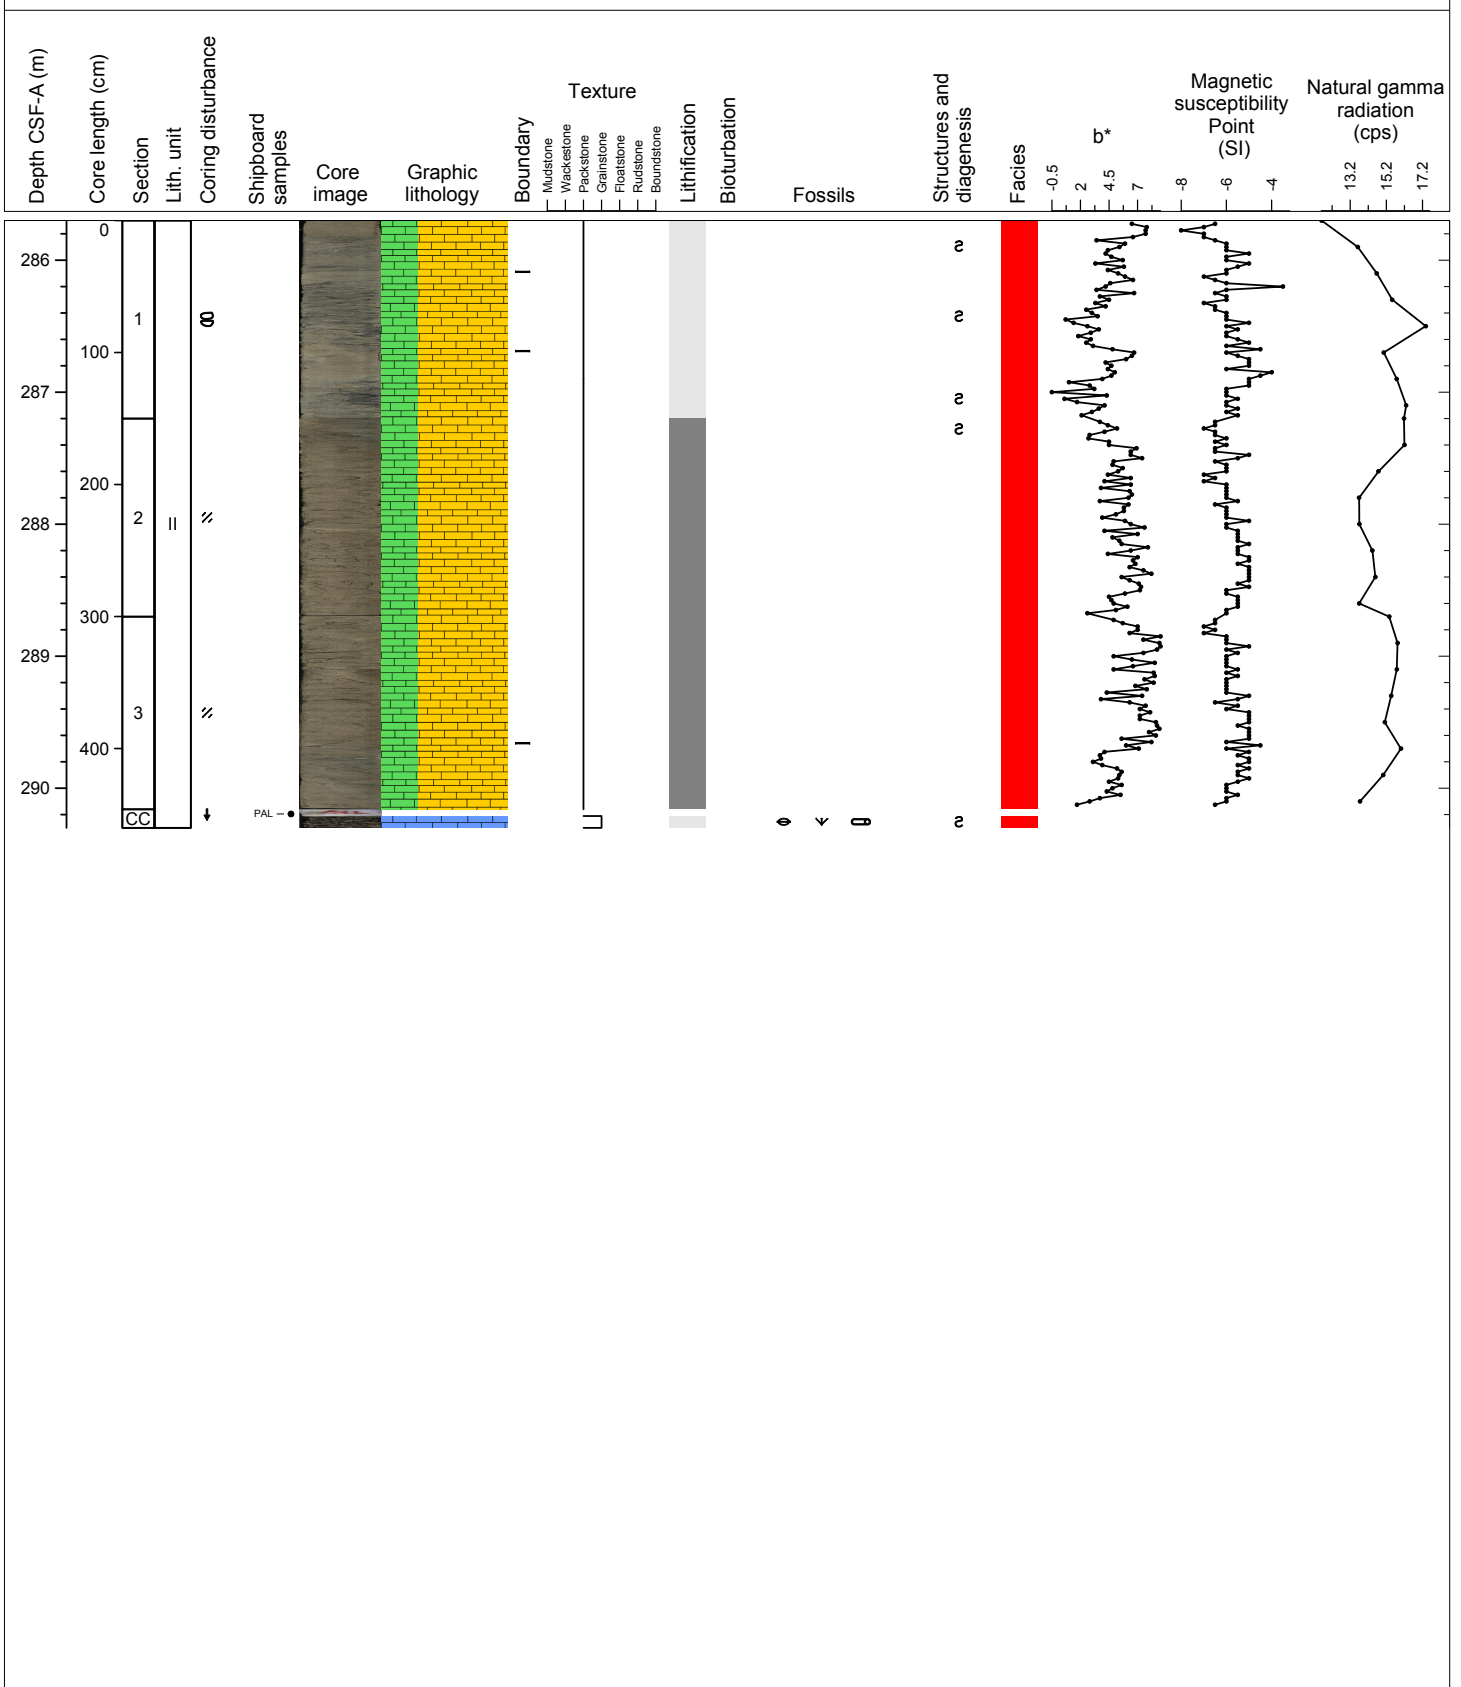 Depth CSF-A (m)
Core length (cm)
Section
Lith. unit
Coring disturbance
Shipboard
samples
Core
image
Graphic
lithology
Boundary
Texture
Mudstone
Wackestone
Packstone
Grainstone
Floatstone
Rudstone
Boundstone
Lithification
Bioturbation
Fossils
Structures and
diagenesis
Facies
b*
-0.5
2
4.5
7
Magnetic
susceptibility
Point
(SI)
-8
-6
-4
Natural gamma
radiation
(cps)
13.2
15.2
17.2
286
287
288
289
290
0
100
200
300
400
1
2
3
CC
II
PAL